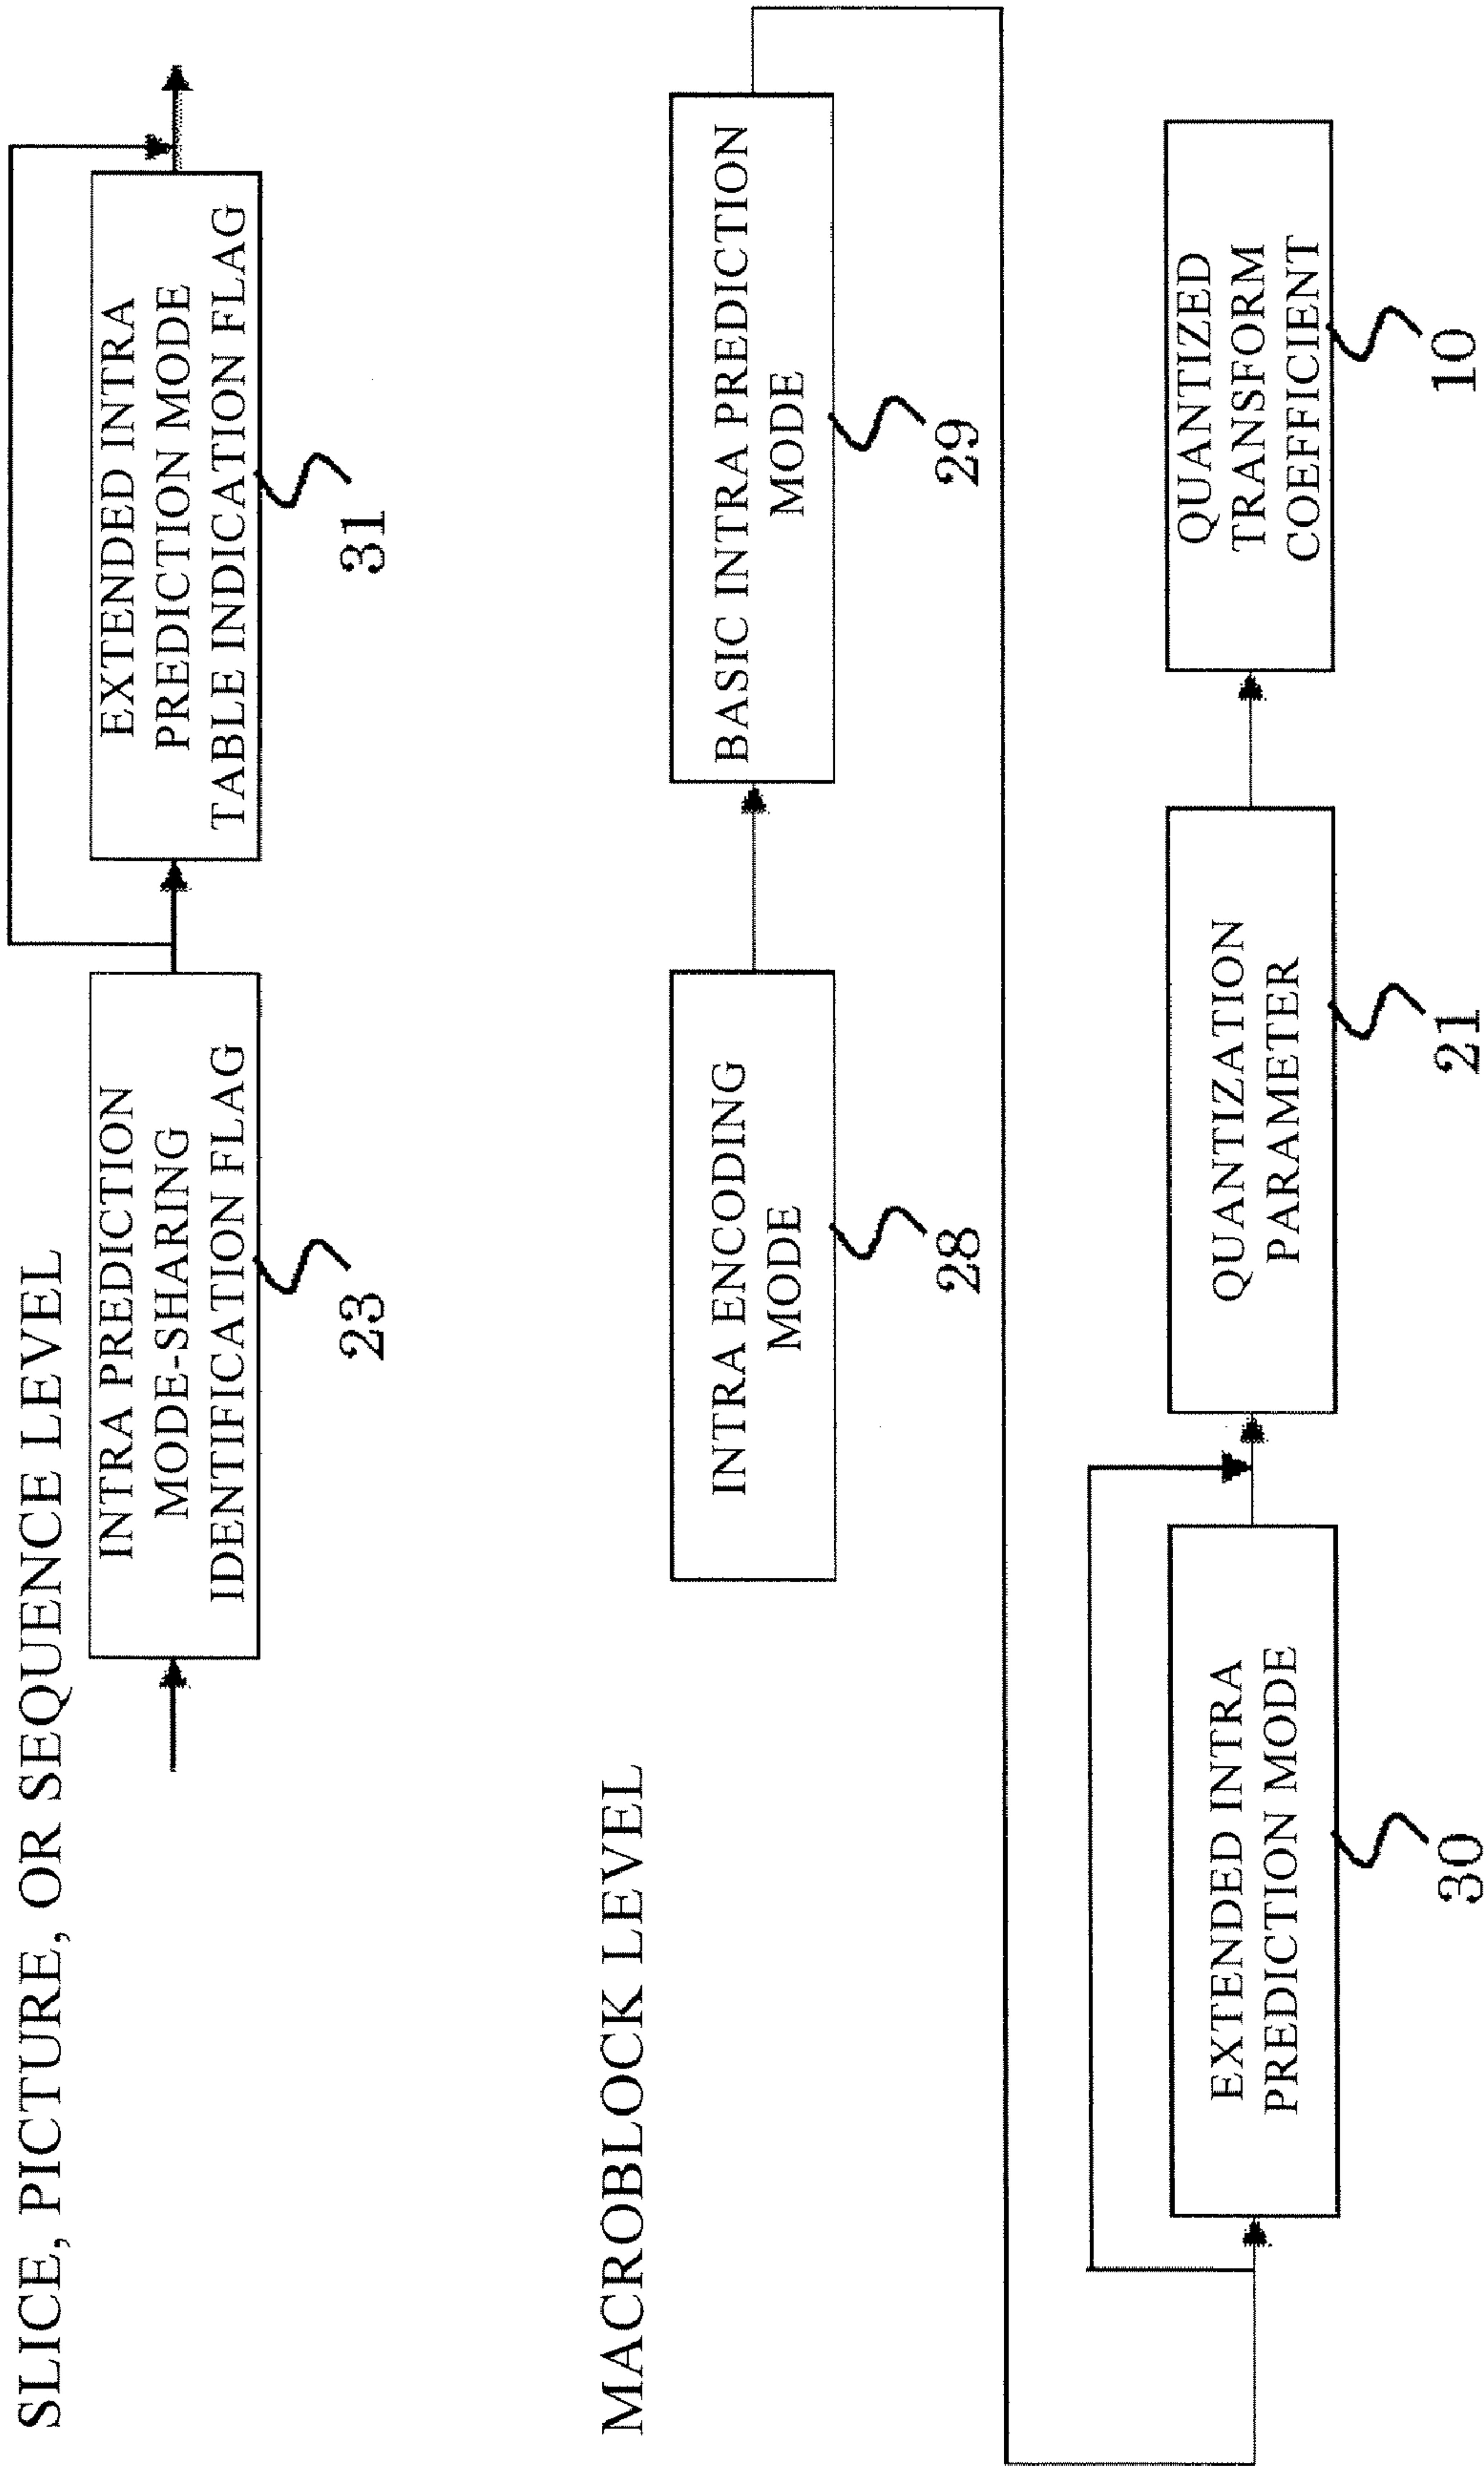 SLICE, PICTURE, OR SEQUENCE LEVEL
INTRA PREDICTION
MODE-SHARING
IDENTIFICATION FLAG
23
EXTENDED INTRA
PREDICTION MODE
TABLE INDICATION FLAG
31
MACROBLOCK LEVEL
INTRA ENCODING
MODE
28
BASIC INTRA PREDICTION
MODE
29
EXTENDED INTRA
PREDICTION MODE
30
QUANTIZATION
PARAMETER
21
QUANTIZED
TRANSFORM
COEFFICIENT
10